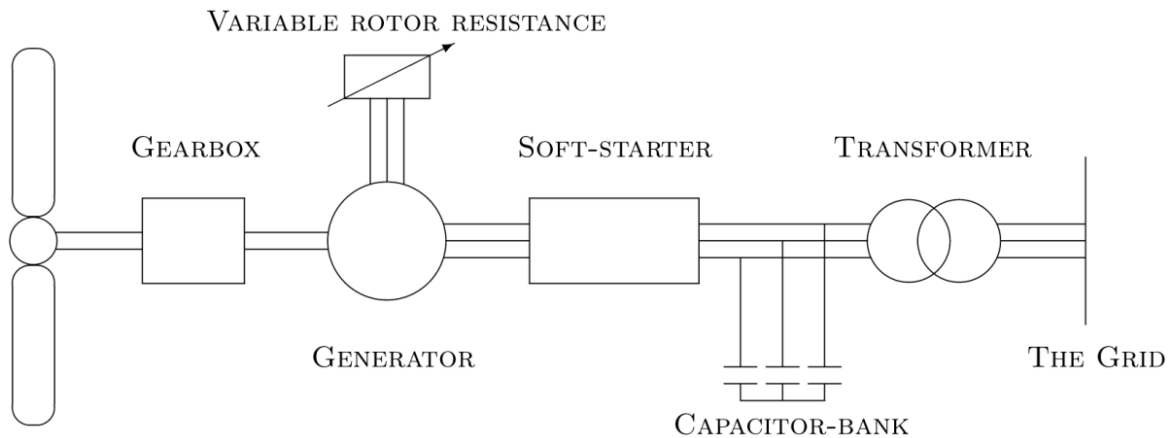 Variable rotor resistance
Gearbox
Soft-starter
Transformer
Generator
The Grid
Capacitor-bank